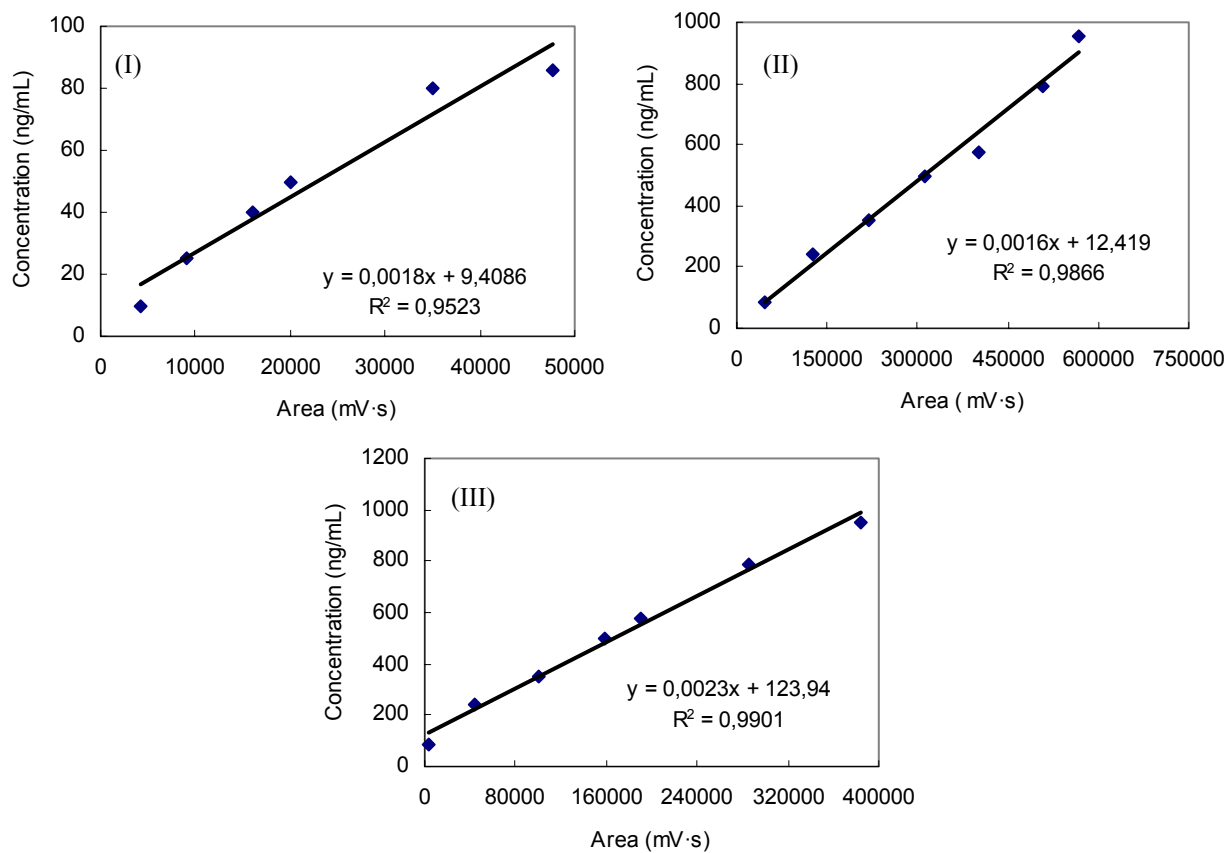 (I)
Concentration (ng/mL)
100
80
60
40
20
0
y = 0,0018x + 9,4086
R² = 0,9523
0 10000 20000 30000 40000 50000
Area (mV·s)
(II)
Concentration (ng/mL)
1000
800
600
400
200
0
y = 0,0016x + 12,419
R² = 0,9866
0 150000 300000 450000 600000 750000
Area ( mV·s)
(III)
Concentration (ng/mL)
1200
1000
800
600
400
200
0
y = 0,0023x + 123,94
R² = 0,9901
0 80000 160000 240000 320000 400000
Area (mV·s)